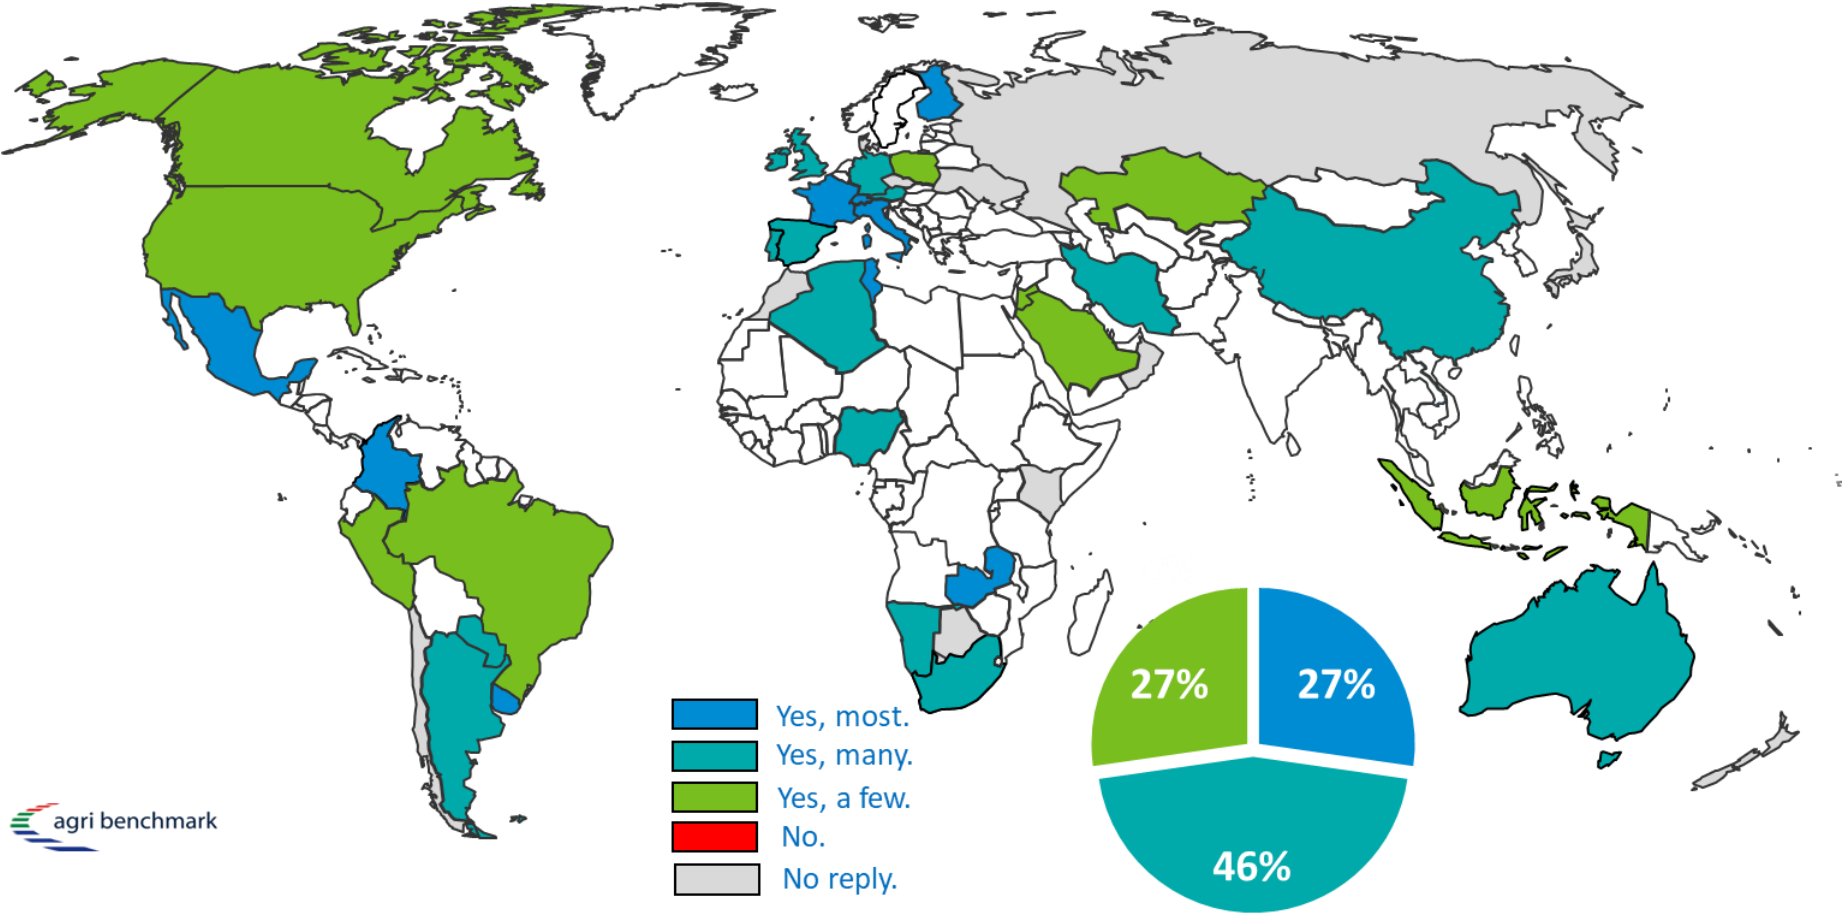 27%
27%
46%
Yes, most.
Yes, many.
Yes, a few.
No.
No reply.
agri benchmark